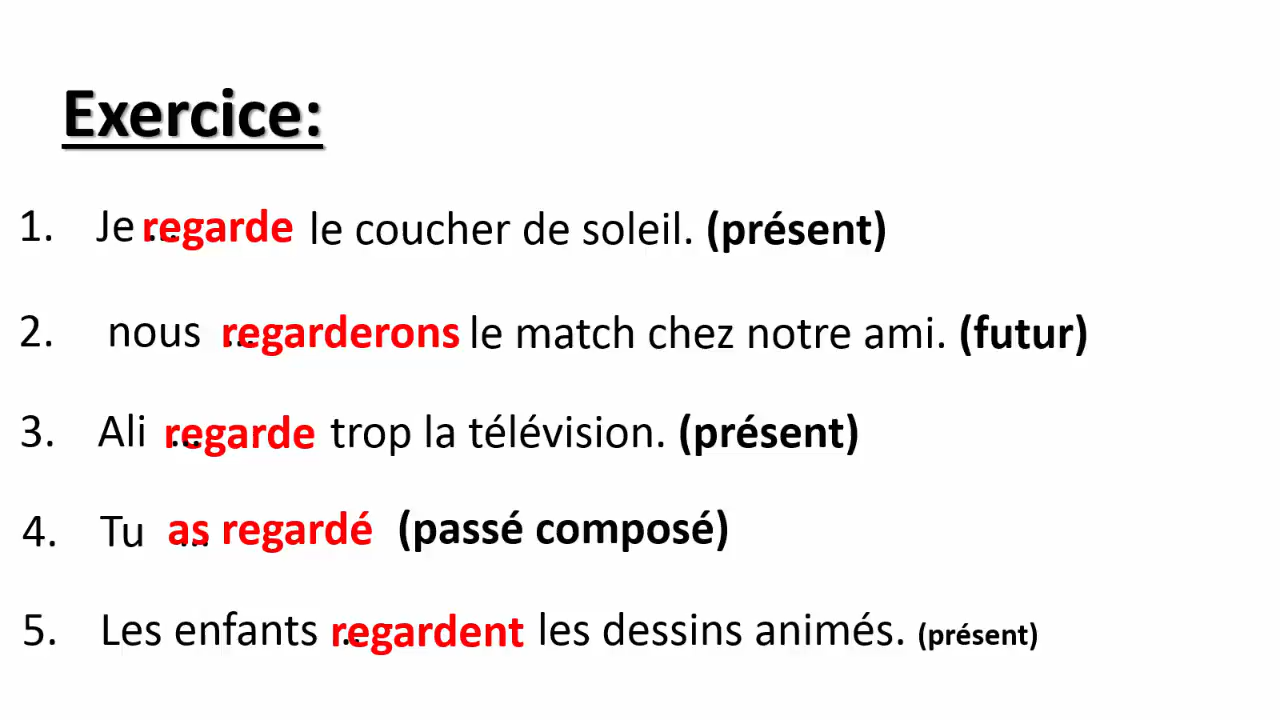 Exercice:
1. Je ... regarde le coucher de soleil. (présent)
2. nous ... regarderons le match chez notre ami. (futur)
3. Ali ... regarde trop la télévision. (présent)
4. Tu ... as regardé (passé composé)
5. Les enfants ... regardent les dessins animés. (présent)